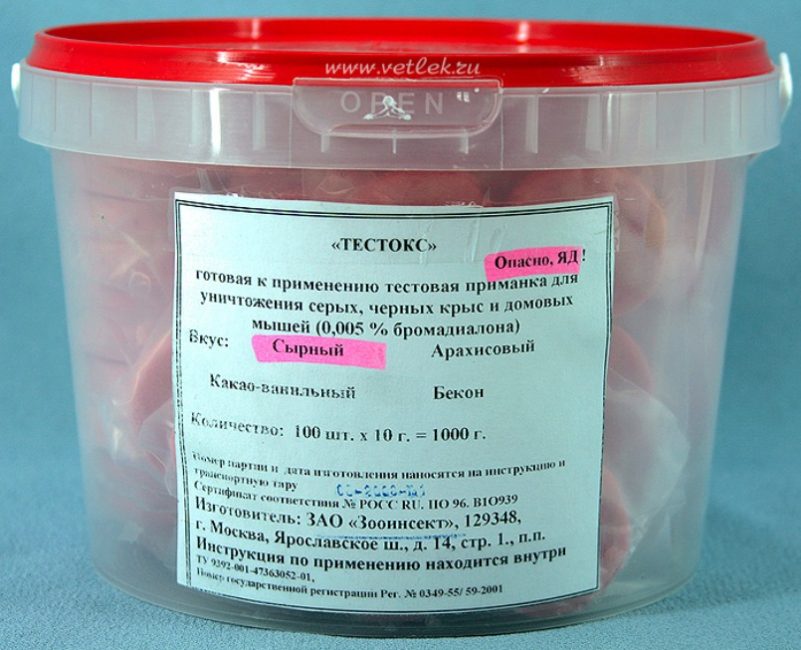 www.vetlek.ru
OPEN
«ТЕСТОКС»
Опасно, ЯД!
готовая к применению тестовая приманка для
уничтожения серых, черных крыс и домовых
мышей (0,005 % бромадиалона)
Вкус: Сырный Арахисовый
Какао-ванильный Бекон
Количество: 100 шт. х 10 г. = 1000 г.
Номер партии и дата изготовления наносятся на инструкцию и
транспортную тару
Сертификат соответствия № РОСС RU. ПО 96. В1О939
Изготовитель: ЗАО «Зооинсект», 129348,
г. Москва, Ярославское ш., д. 14, стр. 1., п.п.
Инструкция по применению находится внутри
ТУ 9392-001-47363052-01,
Номер государственной регистрации Рег. № 0349-55/ 59-2001